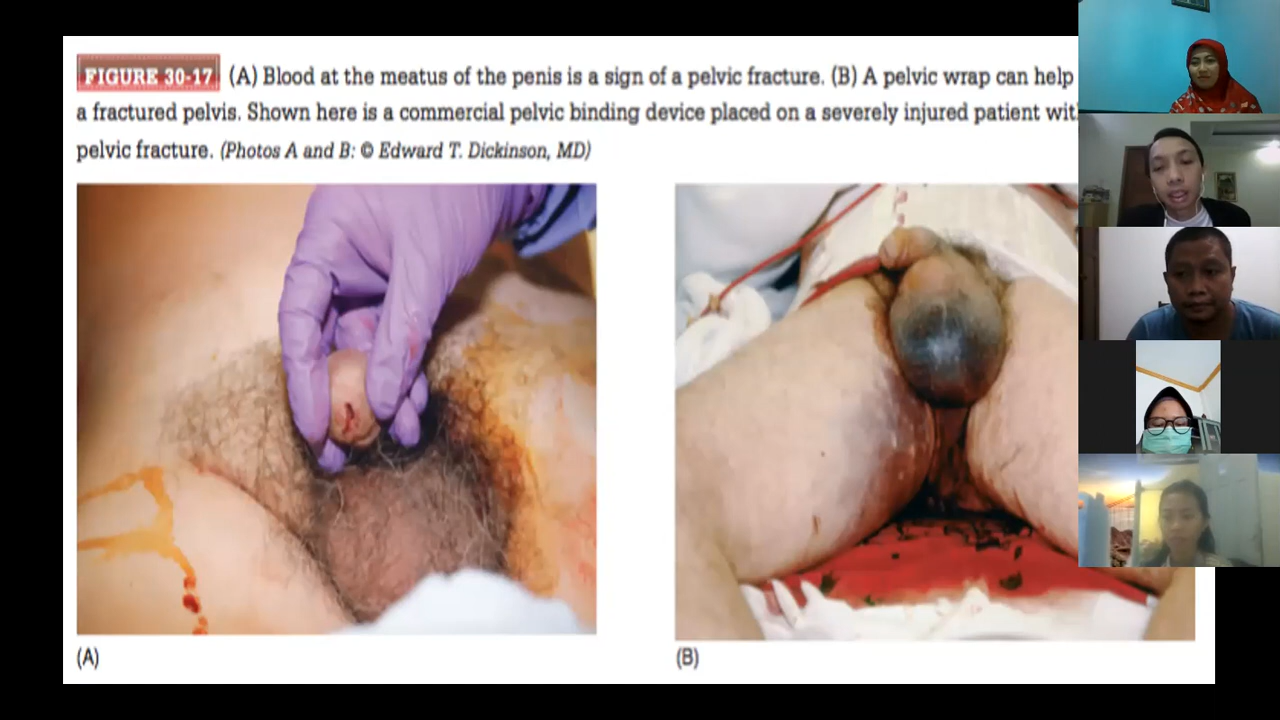 FIGURE 30-17 (A) Blood at the meatus of the penis is a sign of a pelvic fracture. (B) A pelvic wrap can help
a fractured pelvis. Shown here is a commercial pelvic binding device placed on a severely injured patient
pelvic fracture. (Photos A and B: © Edward T. Dickinson, MD)
(A)
(B)